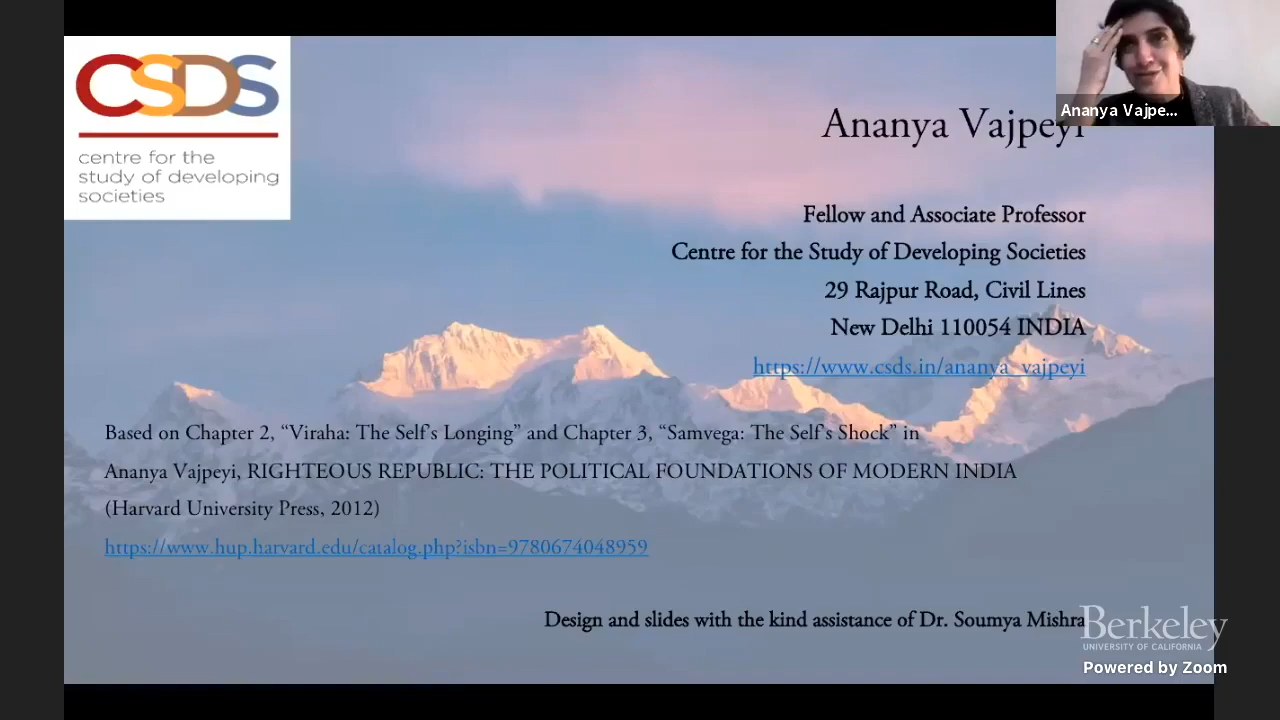 CSDS
centre for the
study of developing
societies
Ananya Vajpeyi
Ananya Vajpe...
Fellow and Associate Professor
Centre for the Study of Developing Societies
29 Rajpur Road, Civil Lines
New Delhi 110054 INDIA
https://www.csds.in/ananya_vajpeyi
Based on Chapter 2, “Viraha: The Self's Longing” and Chapter 3, “Samvega: The Self's Shock” in
Ananya Vajpeyi, RIGHTEOUS REPUBLIC: THE POLITICAL FOUNDATIONS OF MODERN INDIA
(Harvard University Press, 2012)
https://www.hup.harvard.edu/catalog.php?isbn=9780674048959
Design and slides with the kind assistance of Dr. Soumya Mishra
Berkeley
UNIVERSITY OF CALIFORNIA
Powered by Zoom